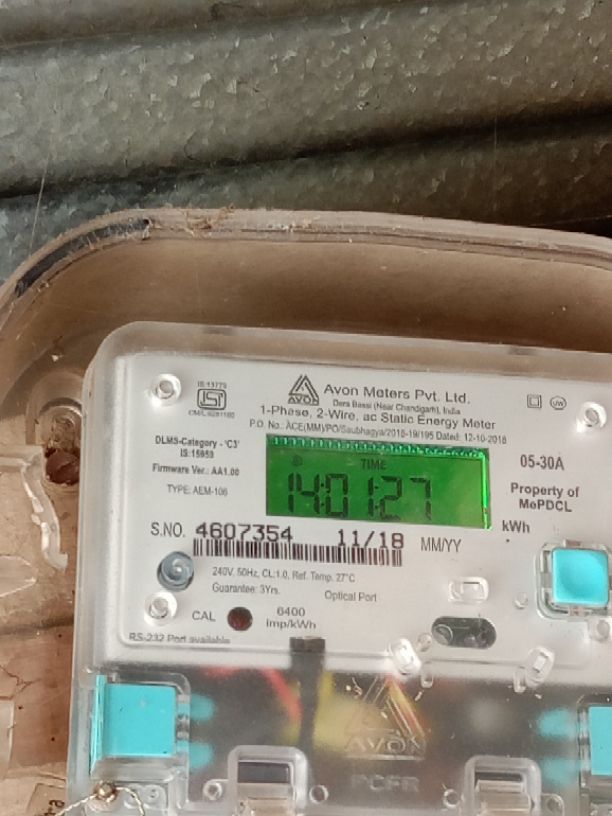 IS 13779
ISI
AVON
Avon Meters Pvt. Ltd.
Dera Bassi (Near Chandigarh), India
1-Phase, 2-Wire, ac Static Energy Meter
P.O. No.: ACE(MM)/PO/Saubhagya/2018-19/195 Dated: 12-10-2018
DLMS-Category - 'C3'
IS:15959
Firmware Ver.: AA1.00
TYPE: AEM-106
TIME
14:01:27
05-30A
Property of
MePDCL
kWh
S.NO. 4607354 11/18 MM/YY
240V, 50Hz, CL:1.0, Ref. Temp. 27°C
Guarantee: 3Yrs. Optical Port
CAL
6400
imp/kWh
RS-232 Port available
AVON